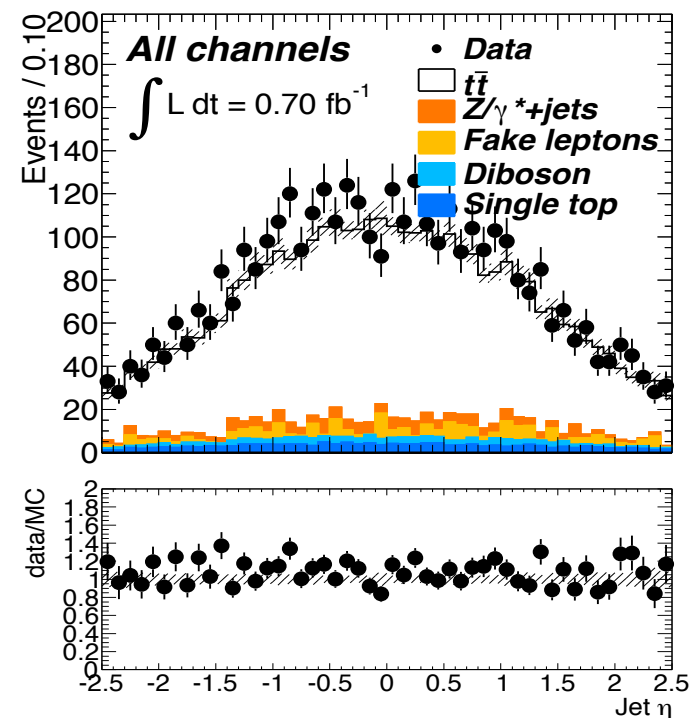 All channels
∫ L dt = 0.70 fb⁻¹
Data
tt̄
Z/γ*+jets
Fake leptons
Diboson
Single top
Events / 0.10
200
180
160
140
120
100
80
60
40
20
0
data/MC
2
1.8
1.6
1.4
1.2
1
0.8
0.6
0.4
0.2
0
-2.5 -2 -1.5 -1 -0.5 0 0.5 1 1.5 2 2.5
Jet η